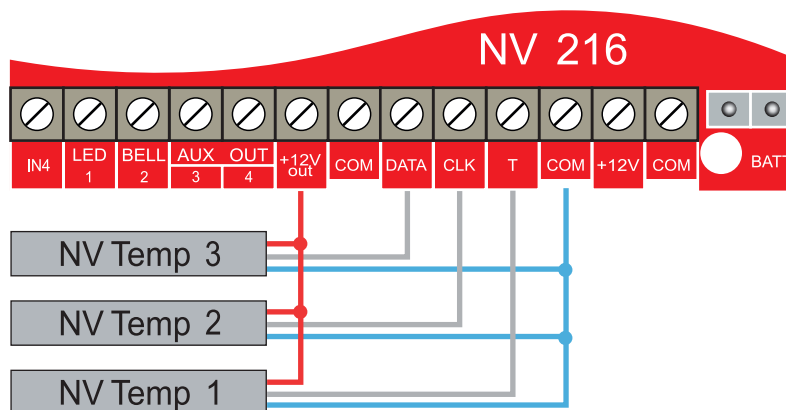 NV 216
IN4 LED BELL AUX OUT +12V COM DATA CLK T COM +12V COM BATT
1 2 3 4 out
NV Temp 3
NV Temp 2
NV Temp 1